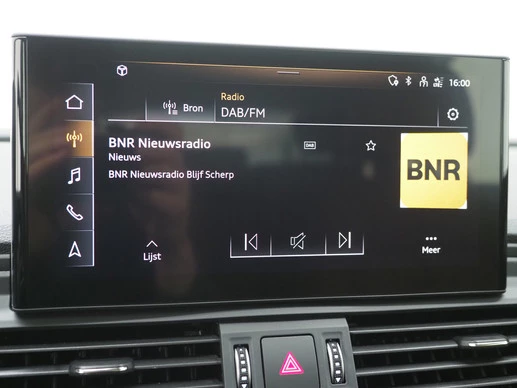 16:00
Radio
Bron
DAB/FM
BNR Nieuwsradio
DAB
Nieuws
BNR Nieuwsradio Blijf Scherp
BNR
Lijst
Meer